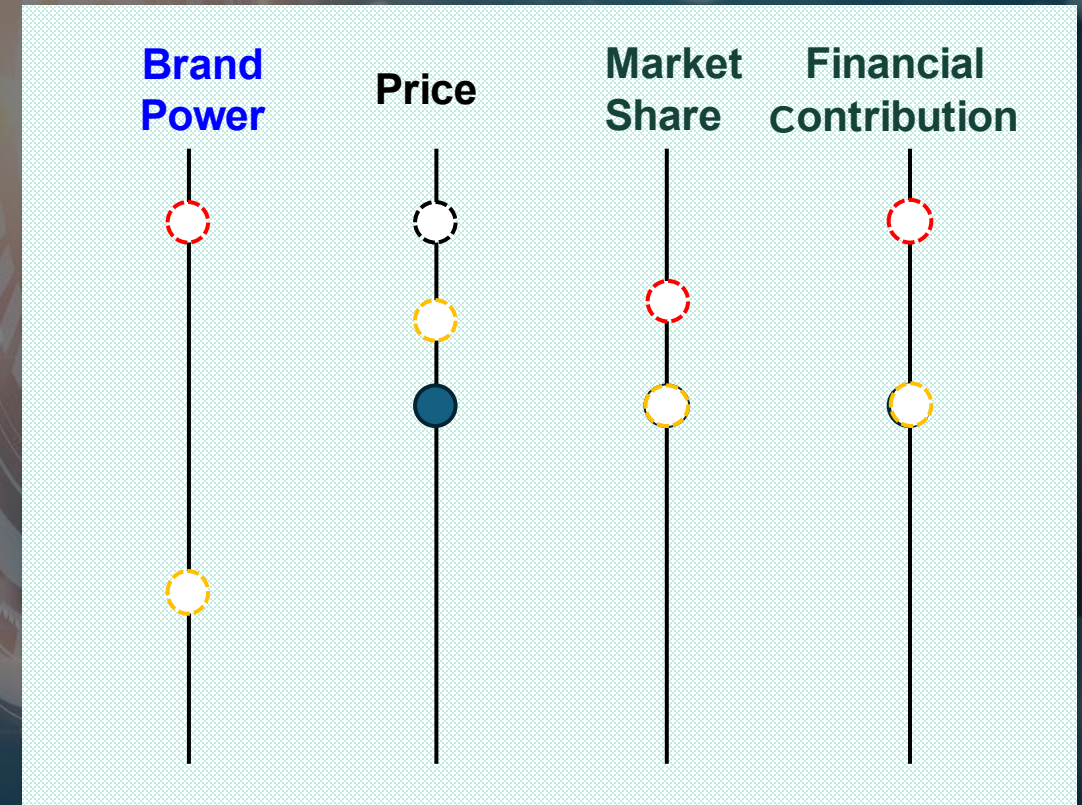 Brand
Power
Price
Market
Share
Financial
Contribution